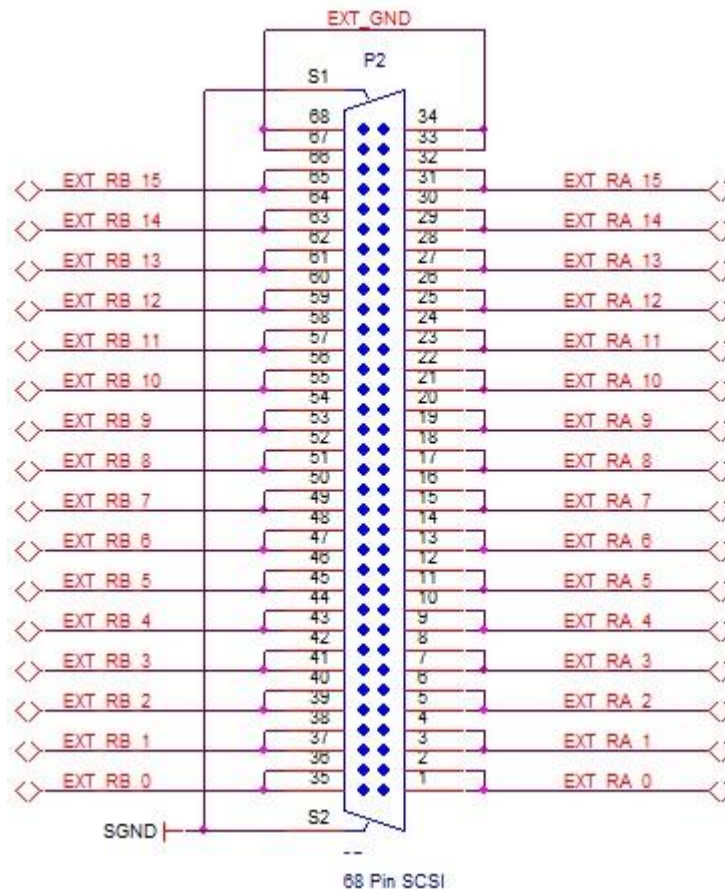 EXT_GND
P2
S1
68 34
67 33
66 32
EXT RB 15 65 31 EXT RA 15
64 30
EXT RB 14 63 29 EXT RA 14
62 28
EXT RB 13 61 27 EXT RA 13
60 26
EXT RB 12 59 25 EXT RA 12
58 24
EXT RB 11 57 23 EXT RA 11
56 22
EXT RB 10 55 21 EXT RA 10
54 20
EXT RB 9 53 19 EXT RA 9
52 18
EXT RB 8 51 17 EXT RA 8
50 16
EXT RB 7 49 15 EXT RA 7
48 14
EXT RB 6 47 13 EXT RA 6
46 12
EXT RB 5 45 11 EXT RA 5
44 10
EXT RB 4 43 9 EXT RA 4
42 8
EXT RB 3 41 7 EXT RA 3
40 6
EXT RB 2 39 5 EXT RA 2
38 4
EXT RB 1 37 3 EXT RA 1
36 2
EXT RB 0 35 1 EXT RA 0
S2
SGND
68 Pin SCSI